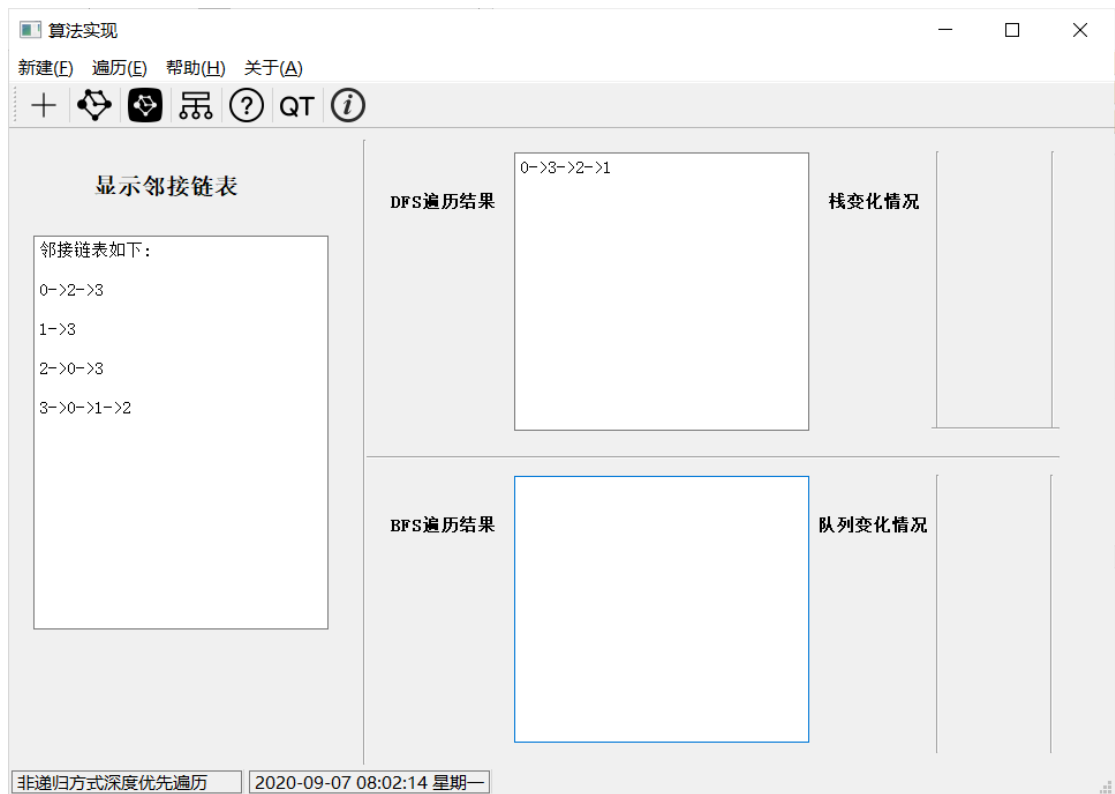 算法实现
新建(F) 遍历(E) 帮助(H) 关于(A)
? QT i
显示邻接链表
邻接链表如下:
0->2->3
1->3
2->0->3
3->0->1->2
DFS遍历结果
0->3->2->1
栈变化情况
BFS遍历结果
队列变化情况
非递归方式深度优先遍历 2020-09-07 08:02:14 星期一